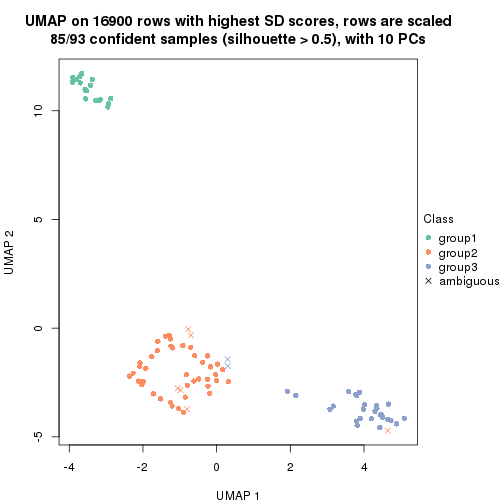 UMAP on 16900 rows with highest SD scores, rows are scaled
85/93 confident samples (silhouette > 0.5), with 10 PCs
10
5
0
-5
UMAP 2
-4
-2
0
2
4
UMAP 1
Class
group1
group2
group3
ambiguous